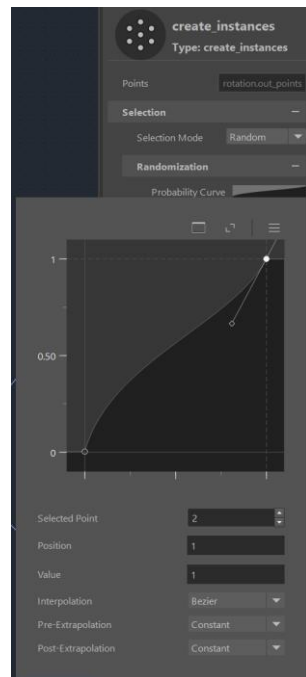 create_instances
Type: create_instances
Points rotation.out_points
Selection
Selection Mode Random
Randomization
Probability Curve
1
0.50
0
Selected Point 2
Position 1
Value 1
Interpolation Bezier
Pre-Extrapolation Constant
Post-Extrapolation Constant